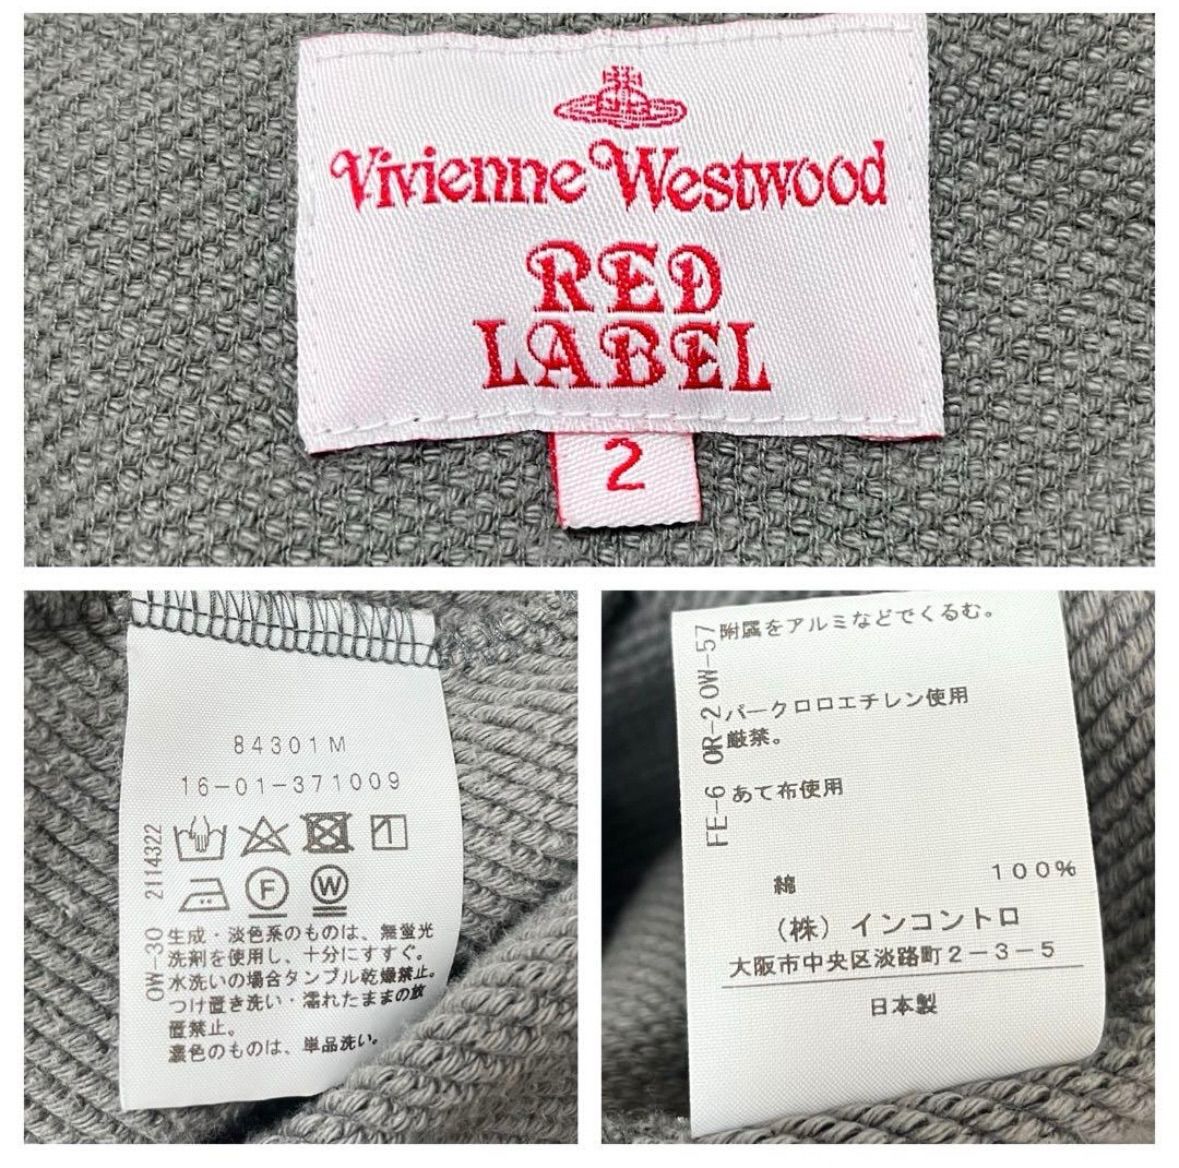 Vivienne Westwood
RED
LABEL
2
84301M
16-01-371009
F W
2114322
OW-30
生成・淡色系のものは、無蛍光
洗剤を使用し、十分にすすぐ。
水洗いの場合タンブル乾燥禁止。
つけ置き洗い・濡れたままの放
置禁止。
濃色のものは、単品洗い。
附属をアルミなどでくるむ。
パークロロエチレン使用
厳禁。
あて布使用
FE-6 OR-2 OW-57
綿 100%
（株）インコントロ
大阪市中央区淡路町2-3-5
日本製